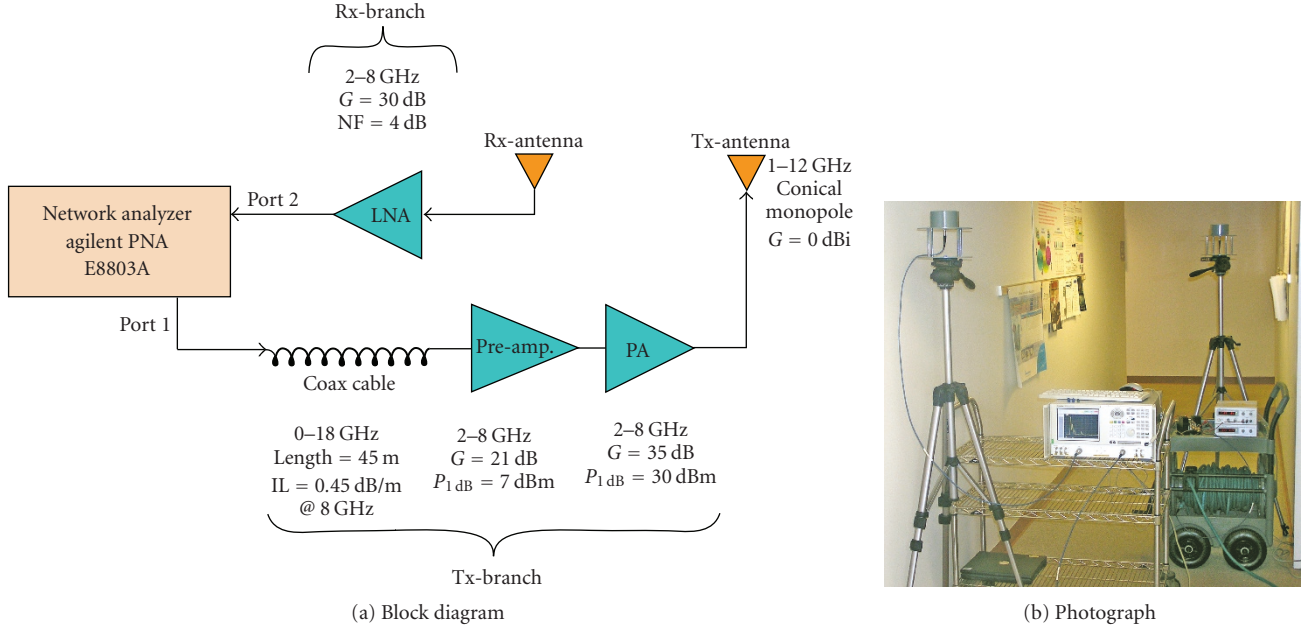 Rx-branch
2–8 GHz
G = 30 dB
NF = 4 dB
Rx-antenna
Tx-antenna
1–12 GHz
Conical
monopole
G = 0 dBi
Network analyzer
agilent PNA
E8803A
Port 2
LNA
Port 1
Coax cable
Pre-amp.
PA
0–18 GHz
Length = 45 m
IL = 0.45 dB/m
@ 8 GHz
2–8 GHz
G = 21 dB
P1 dB = 7 dBm
2–8 GHz
G = 35 dB
P1 dB = 30 dBm
Tx-branch
(a) Block diagram
(b) Photograph